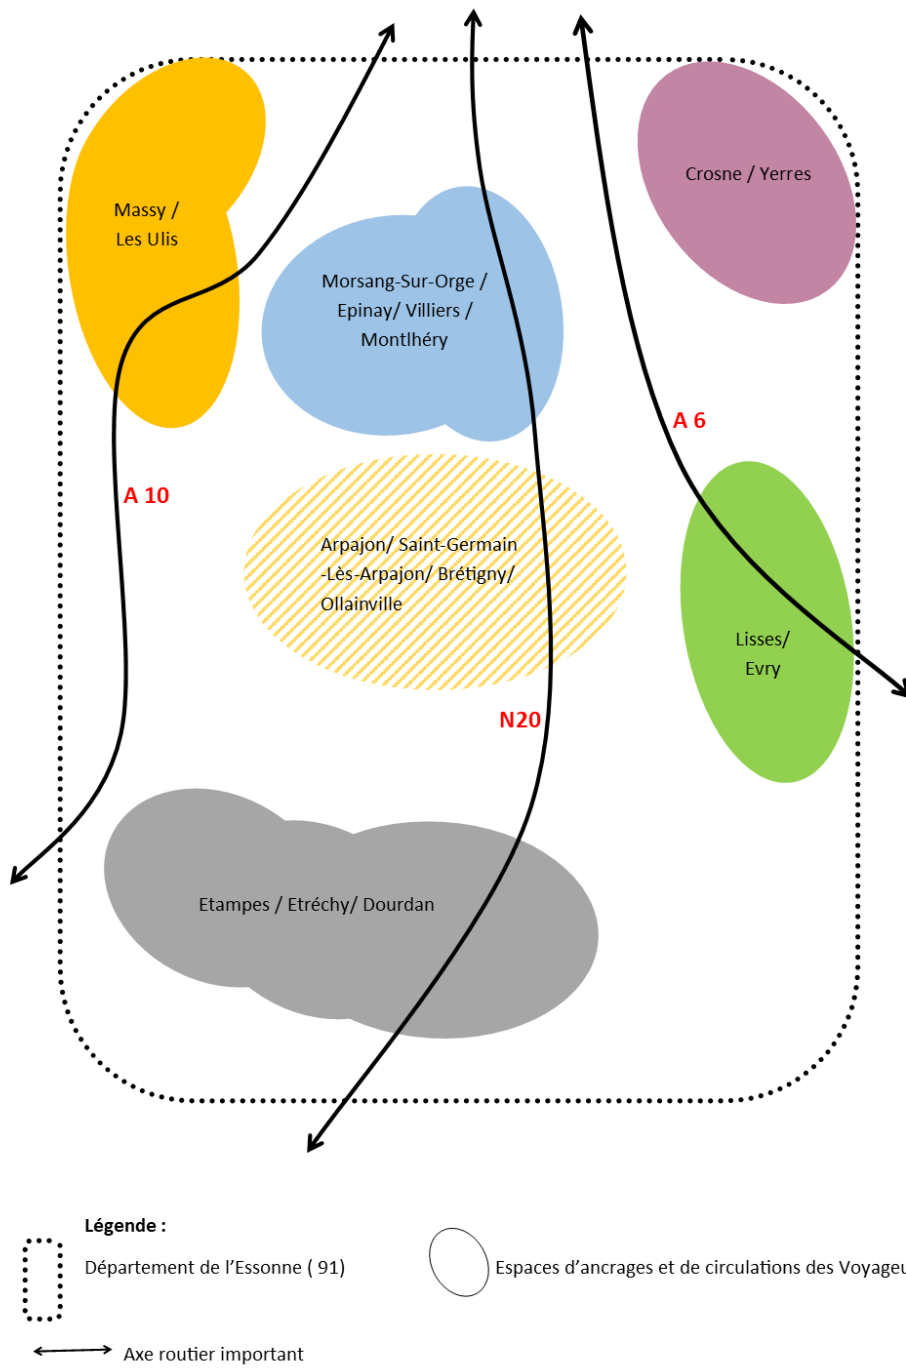 Massy /
Les Ulis
Crosne / Yerres
Morsang-Sur-Orge /
Epinay/ Villiers /
Montlhéry
A 6
A 10
Arpajon/ Saint-Germain
-Lès-Arpajon/ Brétigny/
Ollainville
Lisses/
Evry
N20
Etampes / Etréchy/ Dourdan
Légende :
Département de l'Essonne ( 91)
Espaces d'ancrages et de circulations des Voyageu
Axe routier important